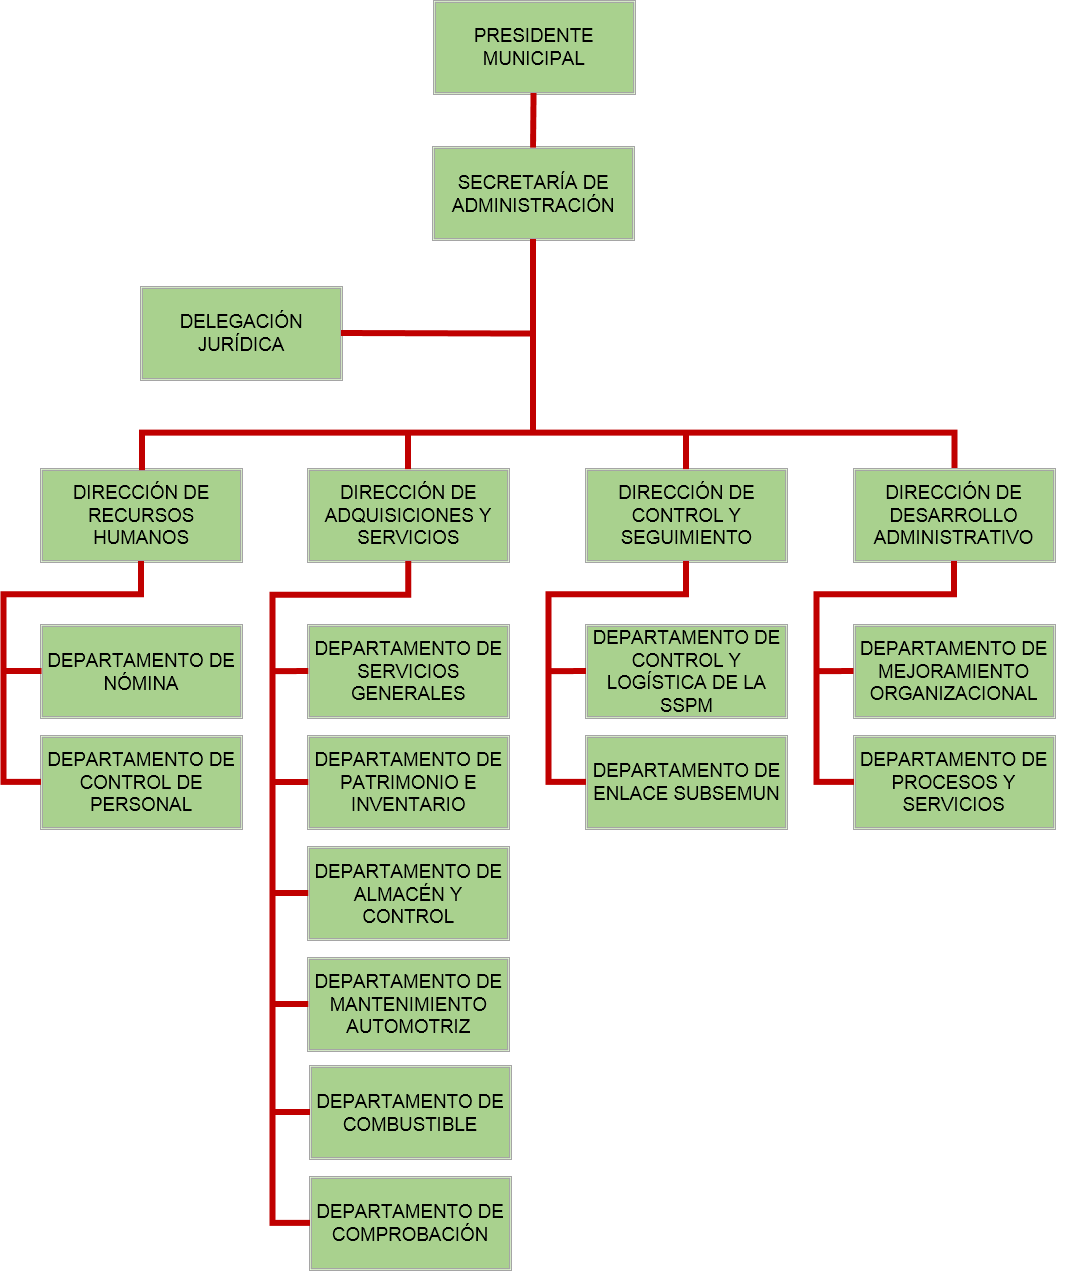 PRESIDENTE
MUNICIPAL
SECRETARÍA DE
ADMINISTRACIÓN
DELEGACIÓN
JURÍDICA
DIRECCIÓN DE
RECURSOS
HUMANOS
DIRECCIÓN DE
ADQUISICIONES Y
SERVICIOS
DIRECCIÓN DE
CONTROL Y
SEGUIMIENTO
DIRECCIÓN DE
DESARROLLO
ADMINISTRATIVO
DEPARTAMENTO DE
NÓMINA
DEPARTAMENTO DE
CONTROL DE
PERSONAL
DEPARTAMENTO DE
SERVICIOS
GENERALES
DEPARTAMENTO DE
PATRIMONIO E
INVENTARIO
DEPARTAMENTO DE
ALMACÉN Y
CONTROL
DEPARTAMENTO DE
MANTENIMIENTO
AUTOMOTRIZ
DEPARTAMENTO DE
COMBUSTIBLE
DEPARTAMENTO DE
COMPROBACIÓN
DEPARTAMENTO DE
CONTROL Y
LOGÍSTICA DE LA
SSPM
DEPARTAMENTO DE
ENLACE SUBSEMUN
DEPARTAMENTO DE
MEJORAMIENTO
ORGANIZACIONAL
DEPARTAMENTO DE
PROCESOS Y
SERVICIOS